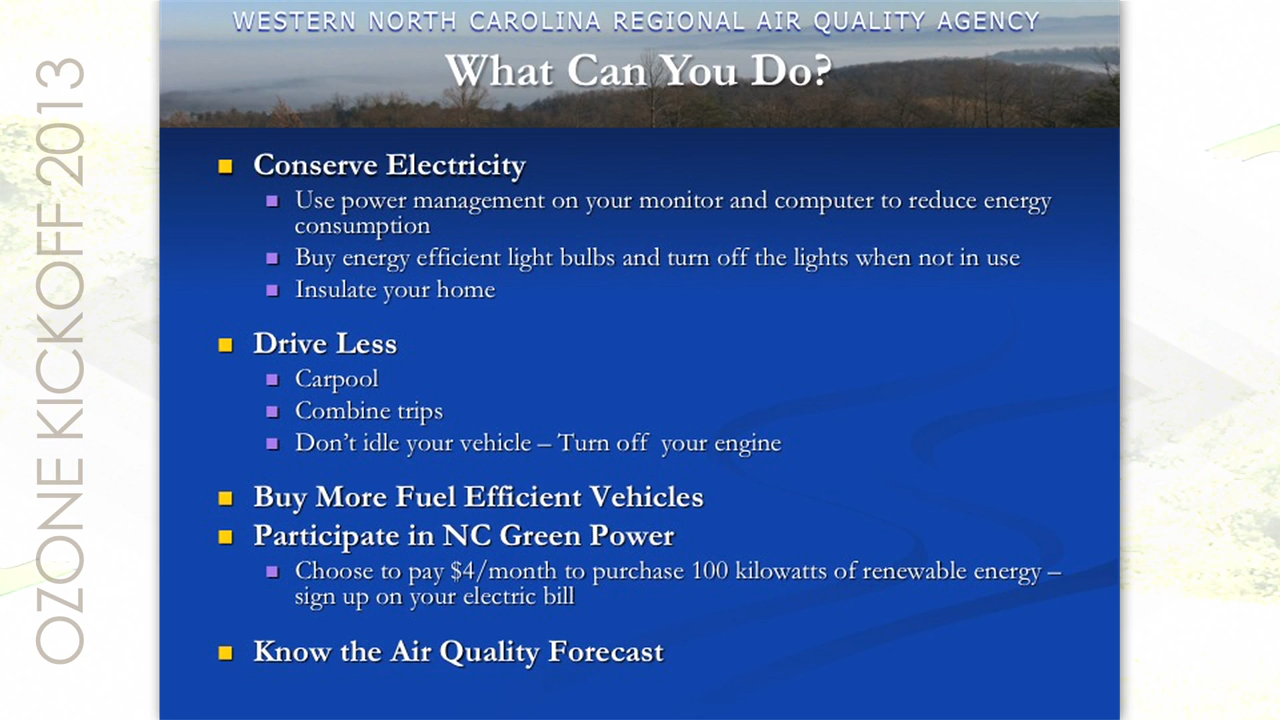 WESTERN NORTH CAROLINA REGIONAL AIR QUALITY AGENCY
What Can You Do?
OZONE KICKOFF 2013
Conserve Electricity
Use power management on your monitor and computer to reduce energy
consumption
Buy energy efficient light bulbs and turn off the lights when not in use
Insulate your home
Drive Less
Carpool
Combine trips
Don’t idle your vehicle – Turn off  your engine
Buy More Fuel Efficient Vehicles
Participate in NC Green Power
Choose to pay $4/month to purchase 100 kilowatts of renewable energy –
sign up on your electric bill
Know the Air Quality Forecast